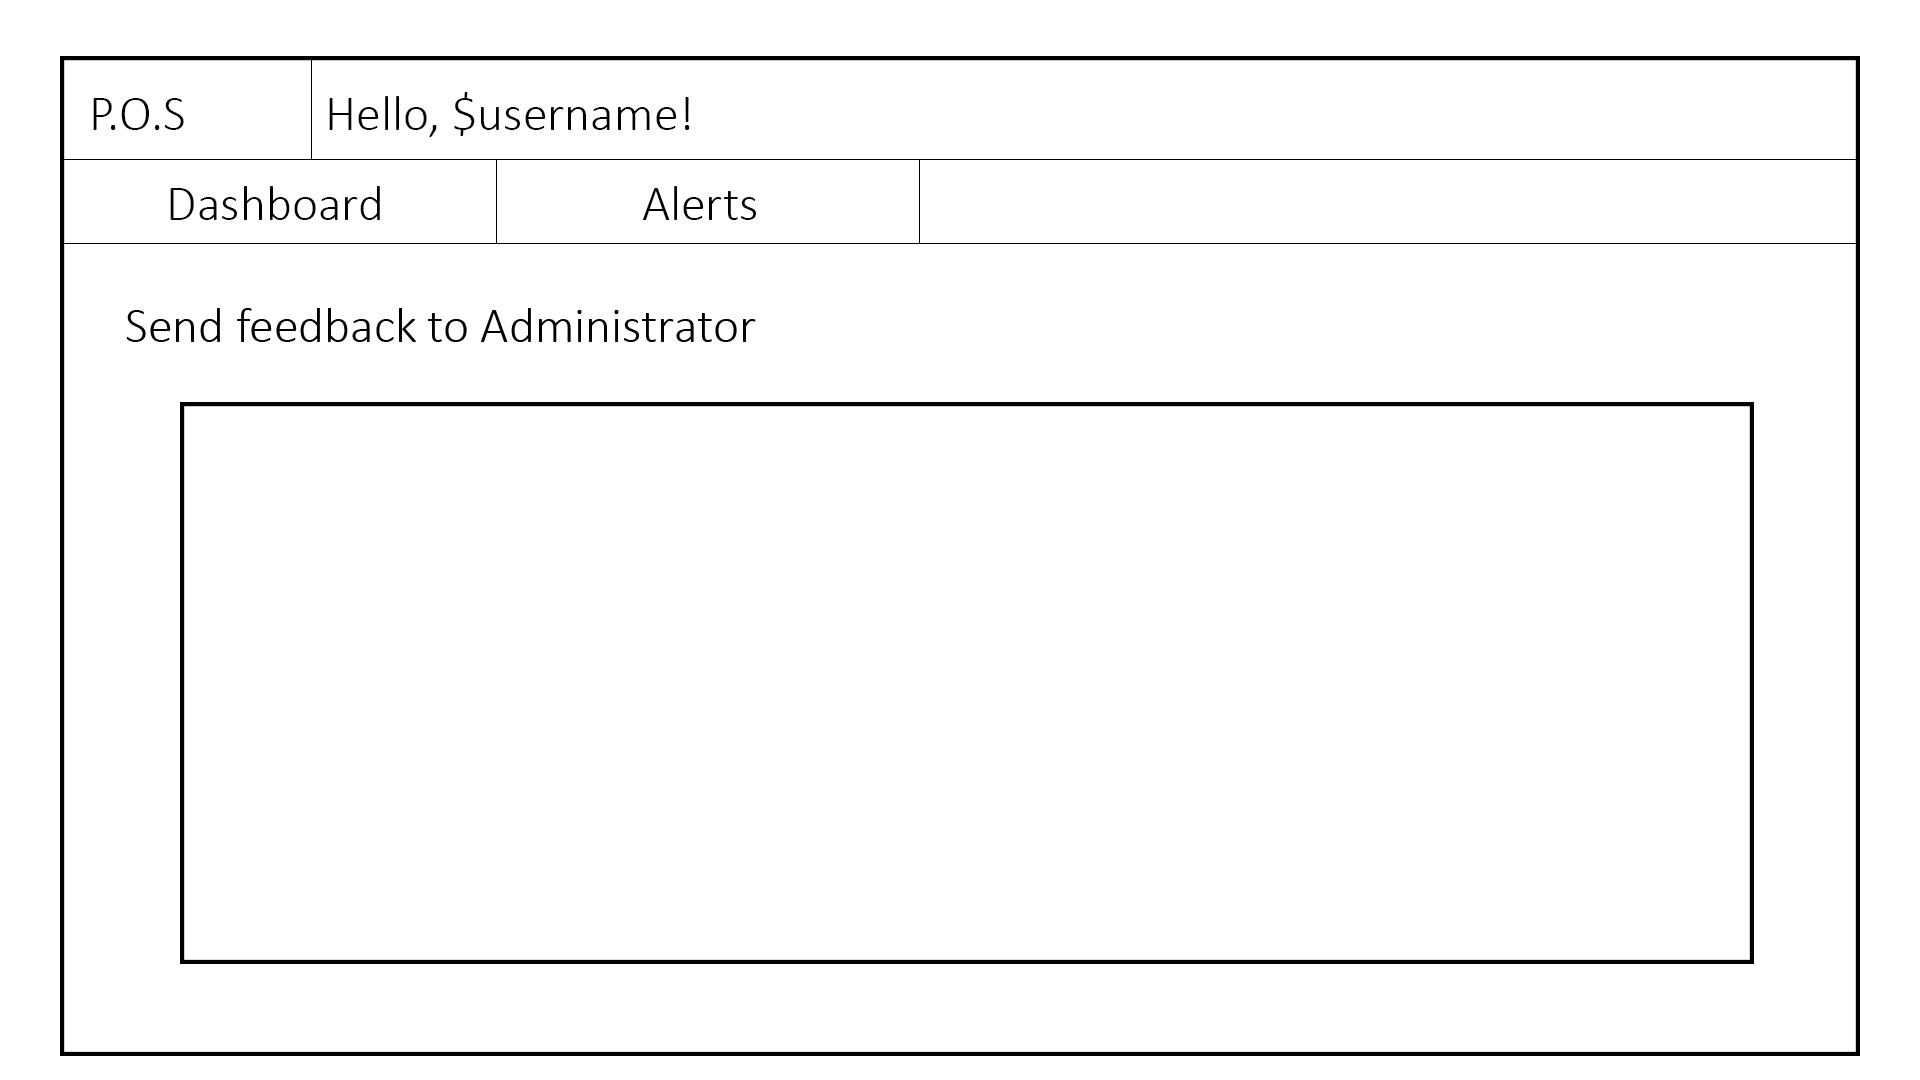 P.O.S
Hello, $username!
Dashboard
Alerts
Send feedback to Administrator